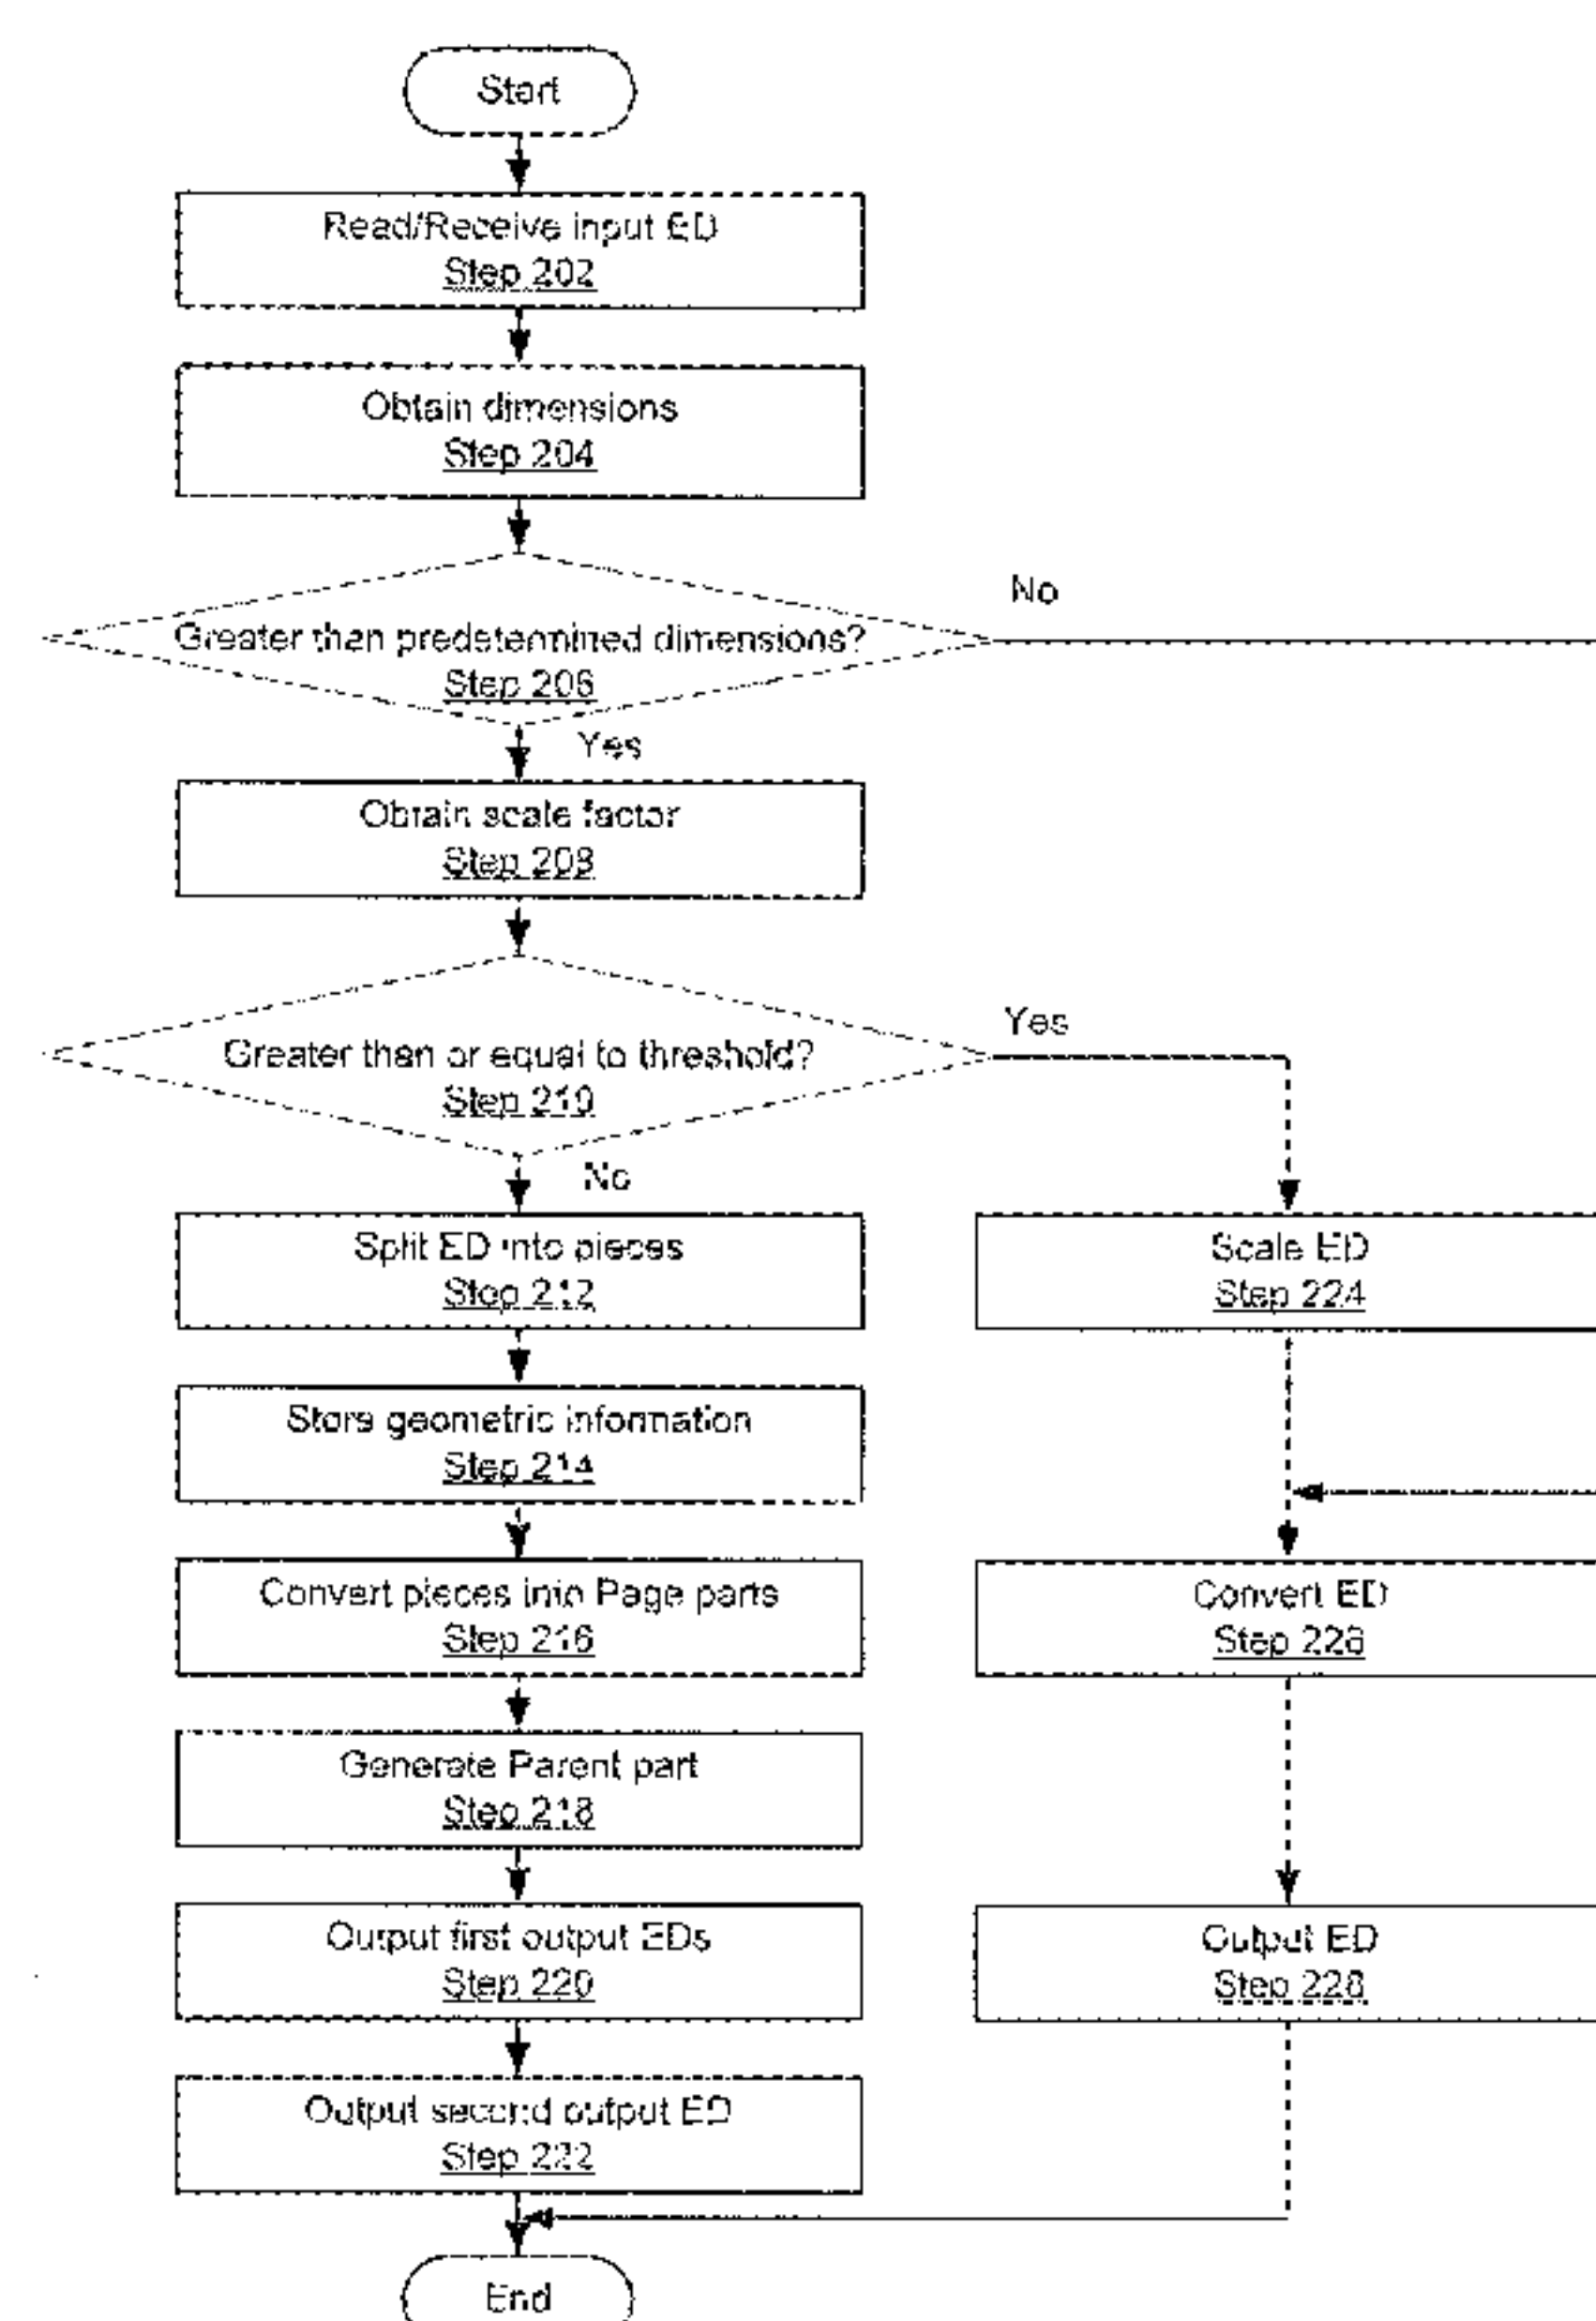 Start
Read/Receive input ED
Step 202
Obtain dimensions
Step 204
No
Greater than predetermined dimensions?
Step 206
Yes
Obtain scale factor
Step 208
Yes
Greater than or equal to threshold?
Step 210
No
Split ED into pieces
Step 212
Scale ED
Step 224
Store geometric information
Step 214
Convert pieces into Page parts
Step 216
Convert ED
Step 226
Generate Parent part
Step 218
Output first output EDs
Step 220
Output ED
Step 228
Output second output ED
Step 222
End